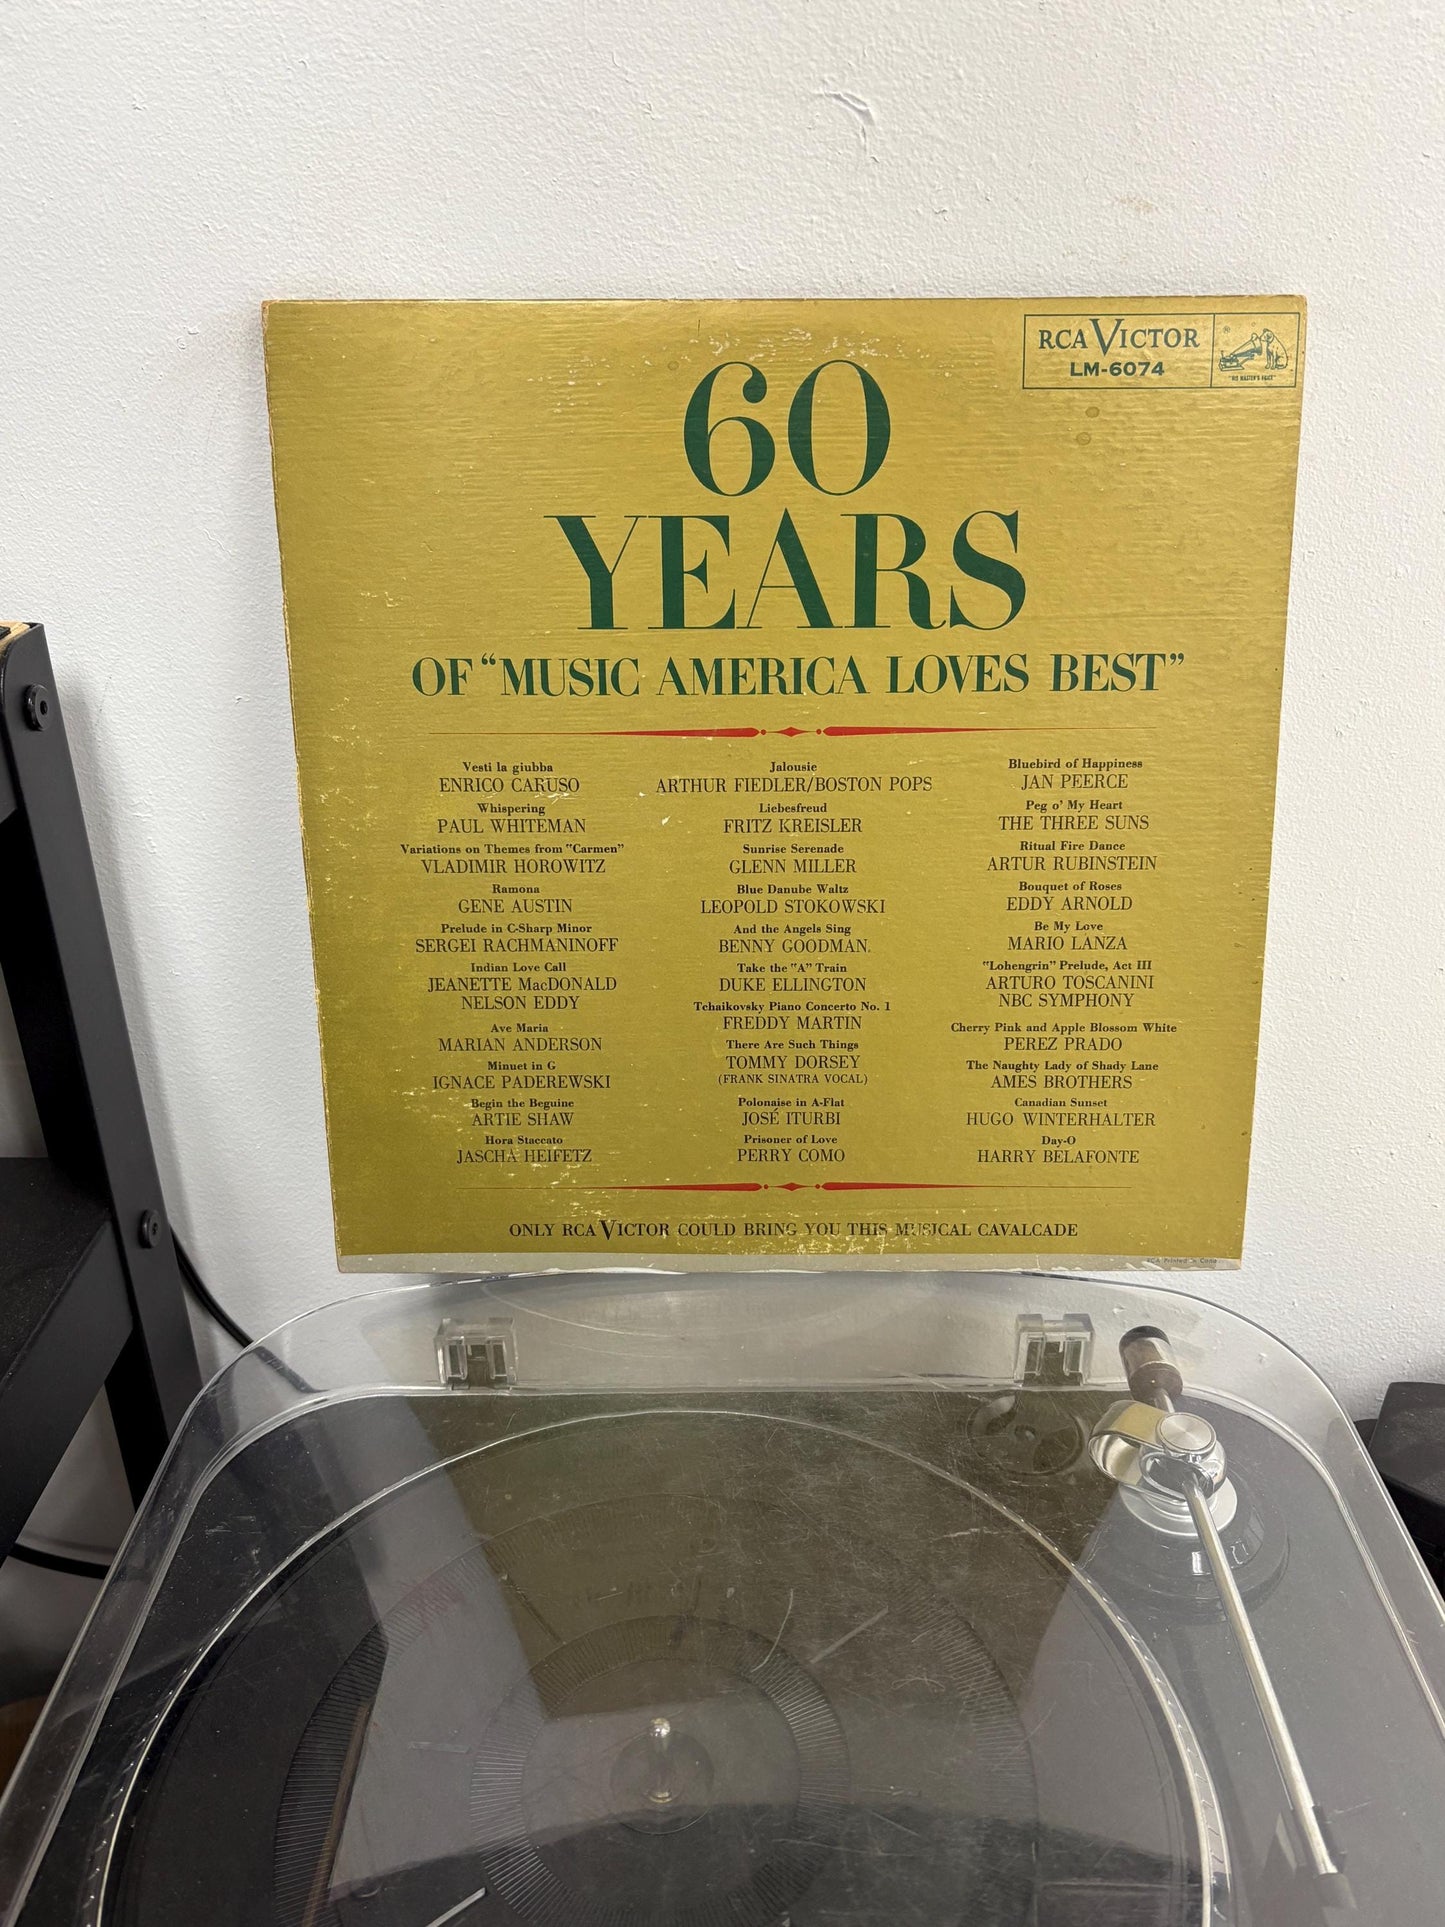 RCA VICTOR
LM-6074
®
"HIS MASTER'S VOICE"
60
YEARS
OF "MUSIC AMERICA LOVES BEST"
Vesti la giubba
ENRICO CARUSO
Whispering
PAUL WHITEMAN
Variations on Themes from "Carmen"
VLADIMIR HOROWITZ
Ramona
GENE AUSTIN
Prelude in C-Sharp Minor
SERGEI RACHMANINOFF
Indian Love Call
JEANETTE MacDONALD
NELSON EDDY
Ave Maria
MARIAN ANDERSON
Minuet in G
IGNACE PADEREWSKI
Begin the Beguine
ARTIE SHAW
Hora Staccato
JASCHA HEIFETZ
Jalousie
ARTHUR FIEDLER/BOSTON POPS
Liebesfreud
FRITZ KREISLER
Sunrise Serenade
GLENN MILLER
Blue Danube Waltz
LEOPOLD STOKOWSKI
And the Angels Sing
BENNY GOODMAN
Take the "A" Train
DUKE ELLINGTON
Tchaikovsky Piano Concerto No. 1
FREDDY MARTIN
There Are Such Things
TOMMY DORSEY
(FRANK SINATRA VOCAL)
Polonaise in A-Flat
JOSÉ ITURBI
Prisoner of Love
PERRY COMO
Bluebird of Happiness
JAN PEERCE
Peg o' My Heart
THE THREE SUNS
Ritual Fire Dance
ARTUR RUBINSTEIN
Bouquet of Roses
EDDY ARNOLD
Be My Love
MARIO LANZA
"Lohengrin" Prelude, Act III
ARTURO TOSCANINI
NBC SYMPHONY
Cherry Pink and Apple Blossom White
PEREZ PRADO
The Naughty Lady of Shady Lane
AMES BROTHERS
Canadian Sunset
HUGO WINTERHALTER
Day-O
HARRY BELAFONTE
ONLY RCA VICTOR COULD BRING YOU THIS MUSICAL CAVALCADE
Printed in